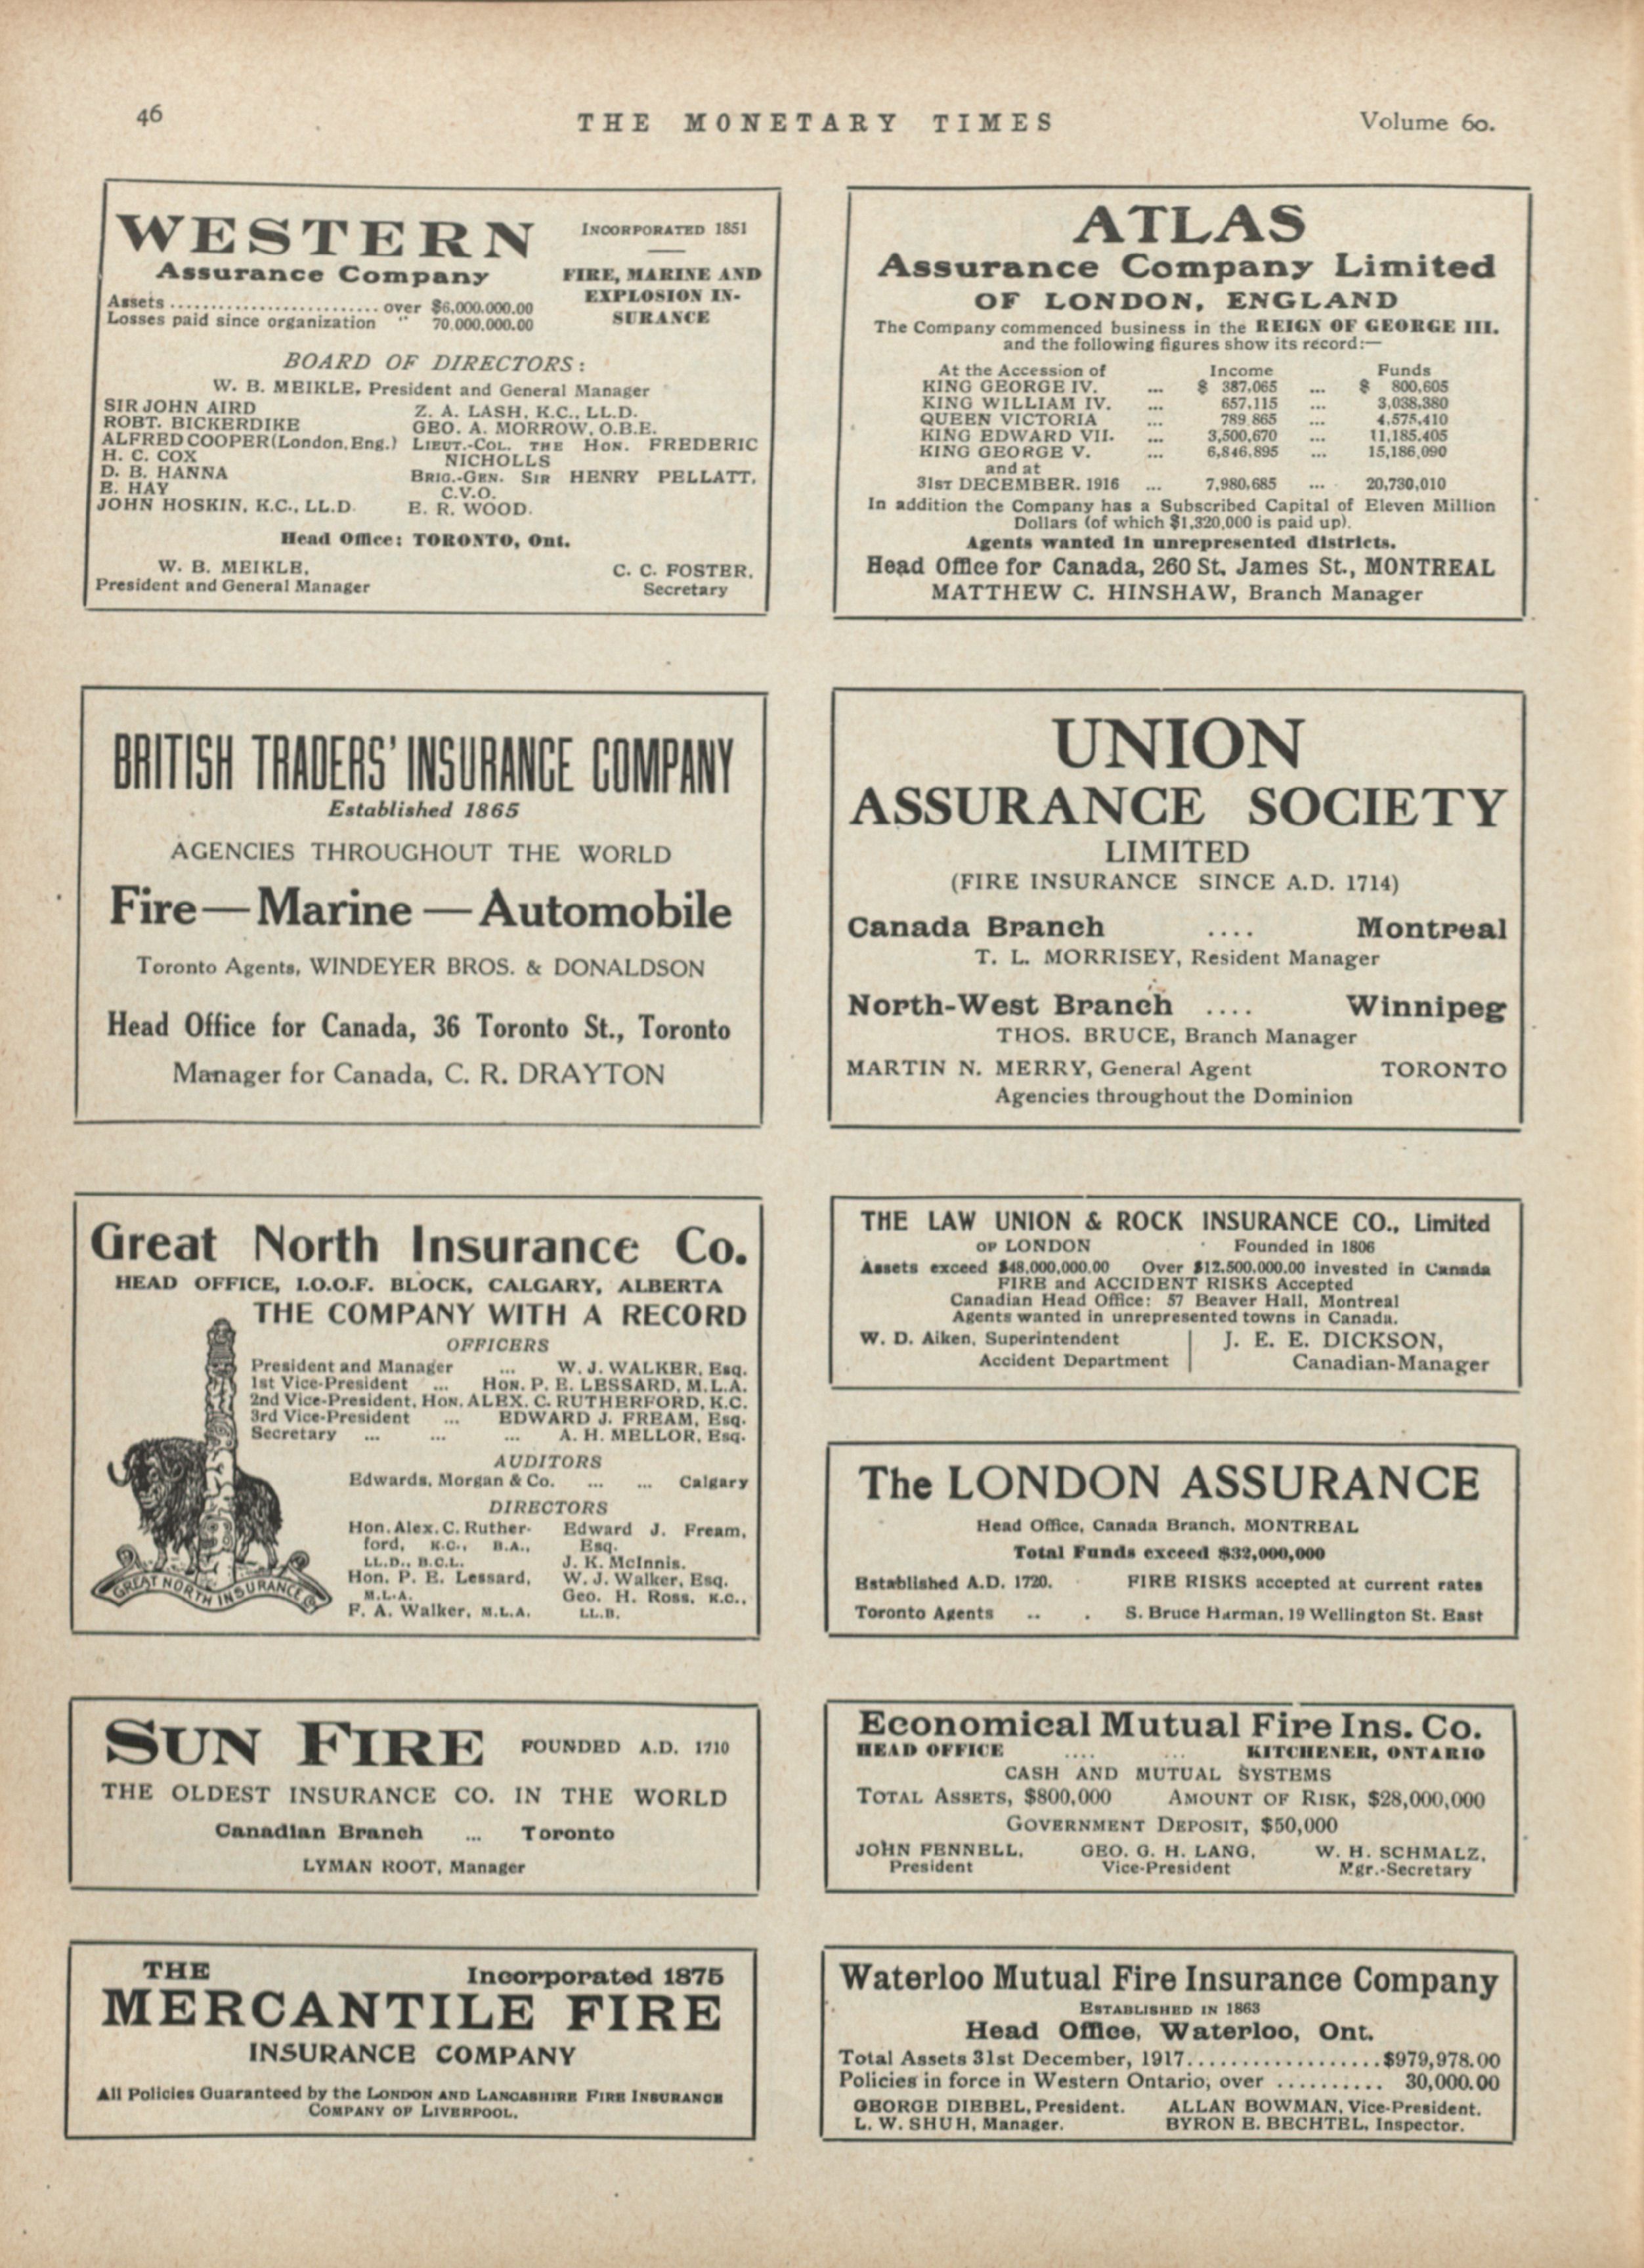 46
THE MONETARY TIMES
Volume 60.
WESTERN
INCORPORATED 1851
Assurance Company
FIRE, MARINE AND
EXPLOSION IN-
SURANCE
Assets ........................ over $6,000,000.00
Losses paid since organization " 70,000,000.00
BOARD OF DIRECTORS:
W. B. MEIKLE, President and General Manager
SIR JOHN AIRD
ROBT. BICKERDIKE
ALFRED COOPER (London, Eng.)
H. C. COX
D. B. HANNA
E. HAY
JOHN HOSKIN, K.C., LL.D.
Z. A. LASH, K.C., LL.D.
GEO. A. MORROW, O.B.E.
LIEUT.-COL. THE HON. FREDERIC
NICHOLLS
BRIG.-GEN. SIR HENRY PELLATT,
C.V.O.
E. R. WOOD.
Head Office: TORONTO, Ont.
W. B. MEIKLE,
President and General Manager
C. C. FOSTER,
Secretary
ATLAS
Assurance Company Limited
OF LONDON, ENGLAND
The Company commenced business in the REIGN OF GEORGE III.
and the following figures show its record:—
At the Accession of Income Funds
KING GEORGE IV. ... $ 387,065 ... $ 800,605
KING WILLIAM IV. ... 657,115 ... 3,038,380
QUEEN VICTORIA ... 789,865 ... 4,575,410
KING EDWARD VII. ... 3,500,670 ... 11,185,405
KING GEORGE V. ... 6,846,895 ... 15,186,090
and at
31ST DECEMBER, 1916 ... 7,980,685 ... 20,730,010
In addition the Company has a Subscribed Capital of Eleven Million
Dollars (of which $1,320,000 is paid up).
Agents wanted in unrepresented districts.
Head Office for Canada, 260 St. James St., MONTREAL
MATTHEW C. HINSHAW, Branch Manager
BRITISH TRADERS' INSURANCE COMPANY
Established 1865
AGENCIES THROUGHOUT THE WORLD
Fire — Marine — Automobile
Toronto Agents, WINDEYER BROS. & DONALDSON
Head Office for Canada, 36 Toronto St., Toronto
Manager for Canada, C. R. DRAYTON
UNION
ASSURANCE SOCIETY
LIMITED
(FIRE INSURANCE SINCE A.D. 1714)
Canada Branch .... Montreal
T. L. MORRISEY, Resident Manager
North-West Branch .... Winnipeg
THOS. BRUCE, Branch Manager
MARTIN N. MERRY, General Agent TORONTO
Agencies throughout the Dominion
Great North Insurance Co.
HEAD OFFICE, I.O.O.F. BLOCK, CALGARY, ALBERTA
THE COMPANY WITH A RECORD
OFFICERS
President and Manager ... W. J. WALKER, Esq.
1st Vice-President ... HON. P. E. LESSARD, M.L.A.
2nd Vice-President, HON. ALEX. C. RUTHERFORD, K.C.
3rd Vice-President ... EDWARD J. FREAM, Esq.
Secretary ... ... ... A. H. MELLOR, Esq.
AUDITORS
Edwards, Morgan & Co. ... ... Calgary
DIRECTORS
Hon. Alex. C. Ruther-
ford, K.C., B.A.,
LL.D., B.C.L.
Hon. P. E. Lessard,
M.L.A.
F. A. Walker, M.L.A.
Edward J. Fream,
Esq.
J. K. McInnis.
W. J. Walker, Esq.
Geo. H. Ross, K.C.,
LL.B.
GREAT NORTH INSURANCE Co
THE LAW UNION & ROCK INSURANCE CO., Limited
OF LONDON Founded in 1806
Assets exceed $48,000,000.00 Over $12,500,000.00 invested in Canada
FIRE and ACCIDENT RISKS Accepted
Canadian Head Office: 57 Beaver Hall, Montreal
Agents wanted in unrepresented towns in Canada.
W. D. Aiken, Superintendent
Accident Department
J. E. E. DICKSON,
Canadian-Manager
The LONDON ASSURANCE
Head Office, Canada Branch, MONTREAL
Total Funds exceed $32,000,000
Established A.D. 1720. FIRE RISKS accepted at current rates
Toronto Agents .. . S. Bruce Harman, 19 Wellington St. East
SUN FIRE FOUNDED A.D. 1710
THE OLDEST INSURANCE CO. IN THE WORLD
Canadian Branch ... Toronto
LYMAN ROOT, Manager
Economical Mutual Fire Ins. Co.
HEAD OFFICE .... ... KITCHENER, ONTARIO
CASH AND MUTUAL SYSTEMS
TOTAL ASSETS, $800,000 AMOUNT OF RISK, $28,000,000
GOVERNMENT DEPOSIT, $50,000
JOHN FENNELL, GEO. G. H. LANG, W. H. SCHMALZ,
President Vice-President Mgr.-Secretary
THE Incorporated 1875
MERCANTILE FIRE
INSURANCE COMPANY
All Policies Guaranteed by the LONDON AND LANCASHIRE FIRE INSURANCE
COMPANY OF LIVERPOOL.
Waterloo Mutual Fire Insurance Company
ESTABLISHED IN 1863
Head Office, Waterloo, Ont.
Total Assets 31st December, 1917..................$979,978.00
Policies in force in Western Ontario, over .......... 30,000.00
GEORGE DIEBEL, President. ALLAN BOWMAN, Vice-President.
L. W. SHUH, Manager. BYRON E. BECHTEL, Inspector.